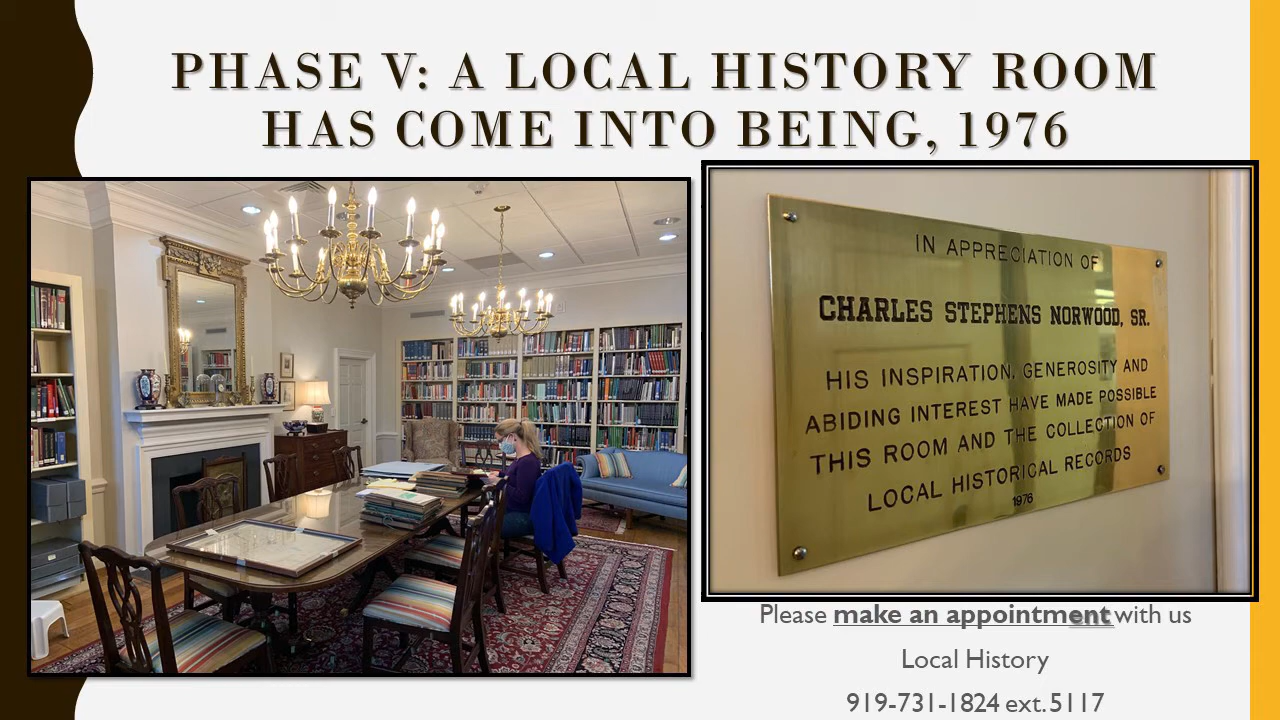 PHASE V: A LOCAL HISTORY ROOM
HAS COME INTO BEING, 1976
IN APPRECIATION OF
CHARLES STEPHENS NORWOOD, SR.
HIS INSPIRATION, GENEROSITY AND
ABIDING INTEREST HAVE MADE POSSIBLE
THIS ROOM AND THE COLLECTION OF
LOCAL HISTORICAL RECORDS
1976
Please make an appointment with us
Local History
919-731-1824 ext. 5117